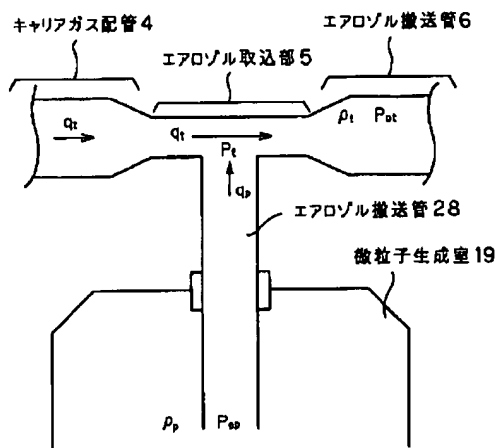 キャリアガス配管4
エアロゾル取込部5
エアロゾル搬送管6
qt
qt
Pt
ρt Pot
qp
エアロゾル搬送管28
微粒子生成室19
ρp Pop